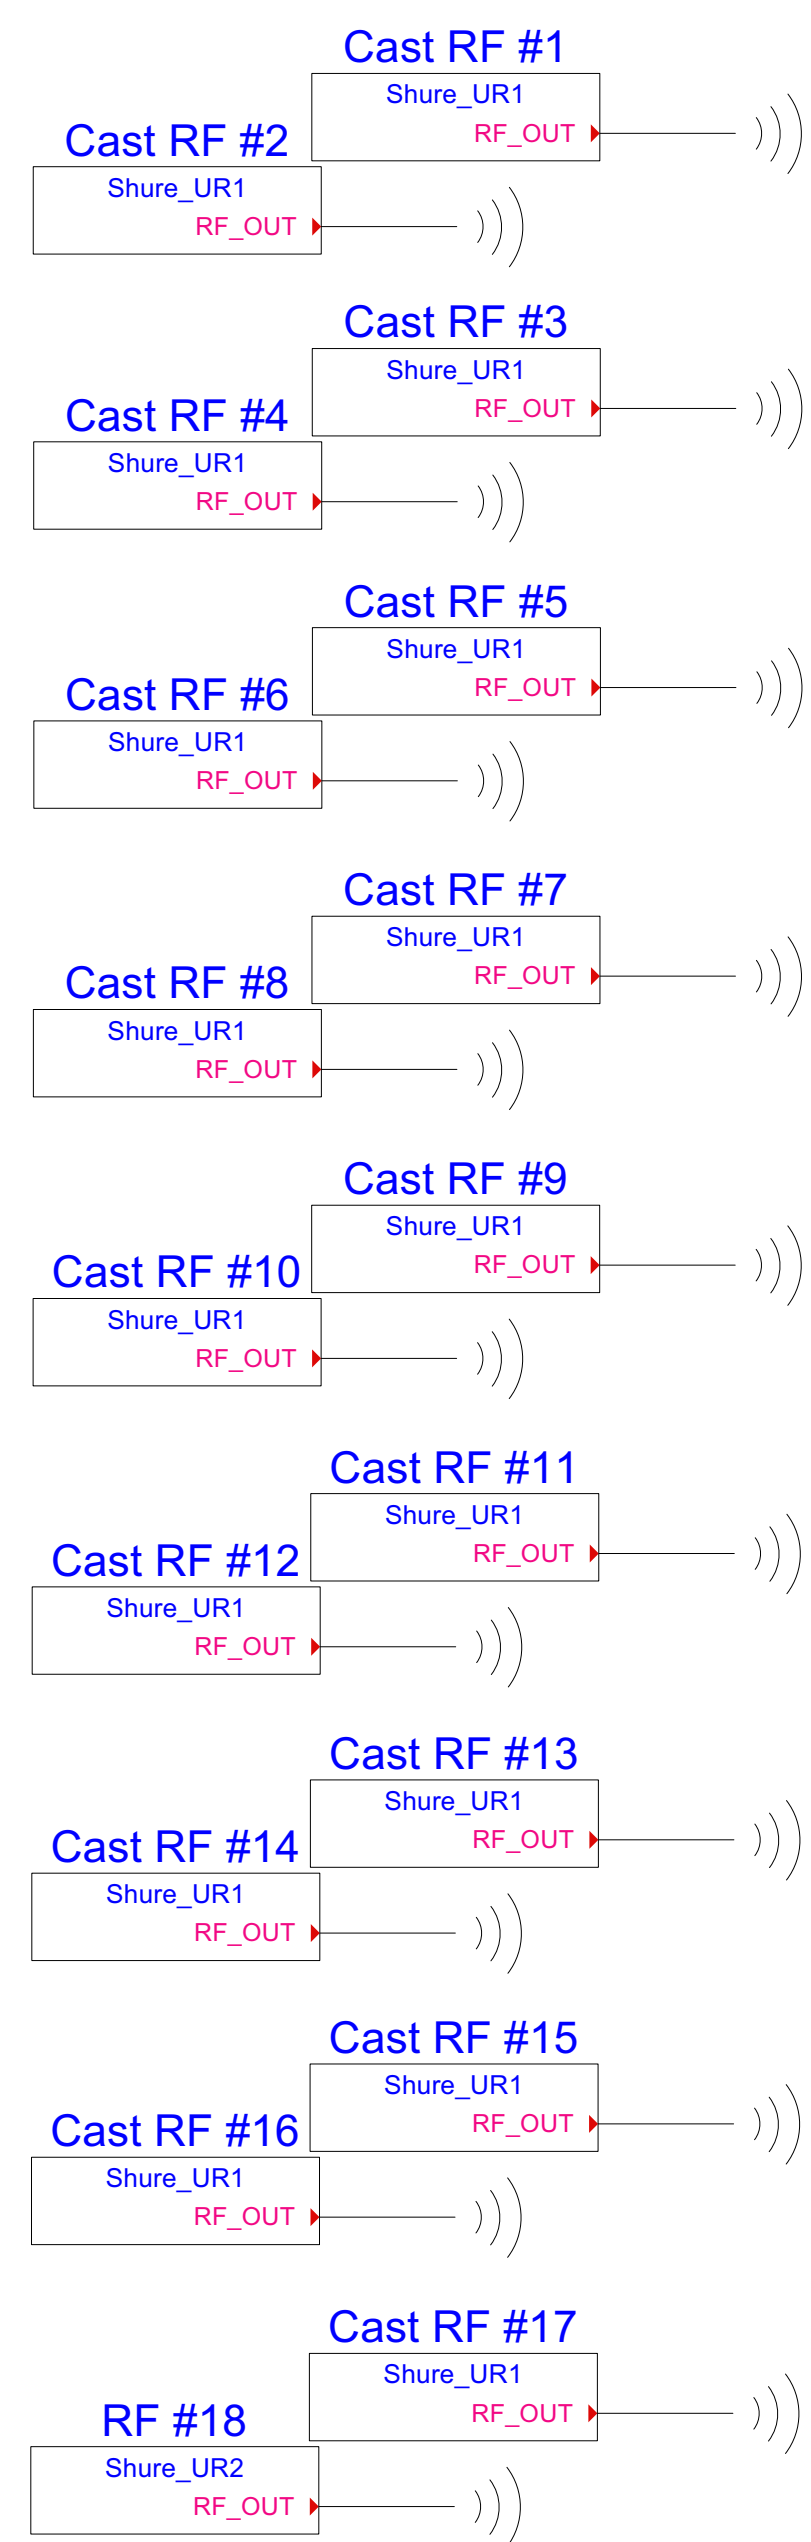 Cast RF #1
Shure_UR1
RF_OUT
Cast RF #2
Shure_UR1
RF_OUT
Cast RF #3
Shure_UR1
RF_OUT
Cast RF #4
Shure_UR1
RF_OUT
Cast RF #5
Shure_UR1
RF_OUT
Cast RF #6
Shure_UR1
RF_OUT
Cast RF #7
Shure_UR1
RF_OUT
Cast RF #8
Shure_UR1
RF_OUT
Cast RF #9
Shure_UR1
RF_OUT
Cast RF #10
Shure_UR1
RF_OUT
Cast RF #11
Shure_UR1
RF_OUT
Cast RF #12
Shure_UR1
RF_OUT
Cast RF #13
Shure_UR1
RF_OUT
Cast RF #14
Shure_UR1
RF_OUT
Cast RF #15
Shure_UR1
RF_OUT
Cast RF #16
Shure_UR1
RF_OUT
Cast RF #17
Shure_UR1
RF_OUT
RF #18
Shure_UR2
RF_OUT